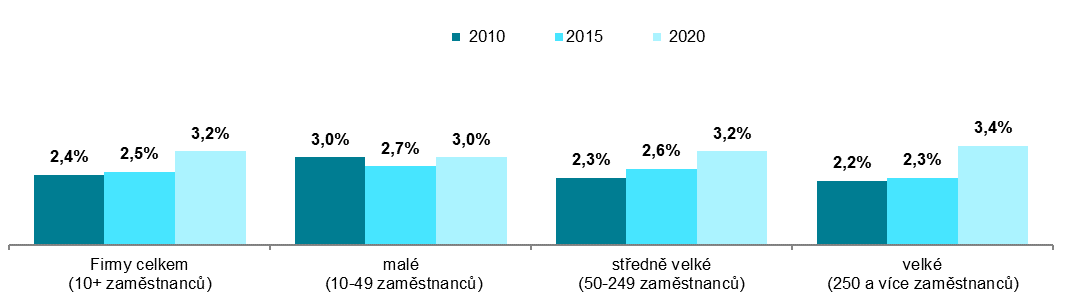 2010 2015 2020
2,4% 2,5% 3,2% 3,0% 2,7% 3,0% 2,3% 2,6% 3,2% 2,2% 2,3% 3,4%
Firmy celkem malé středně velké velké
(10+ zaměstnanců) (10-49 zaměstnanců) (50-249 zaměstnanců) (250 a více zaměstnanců)